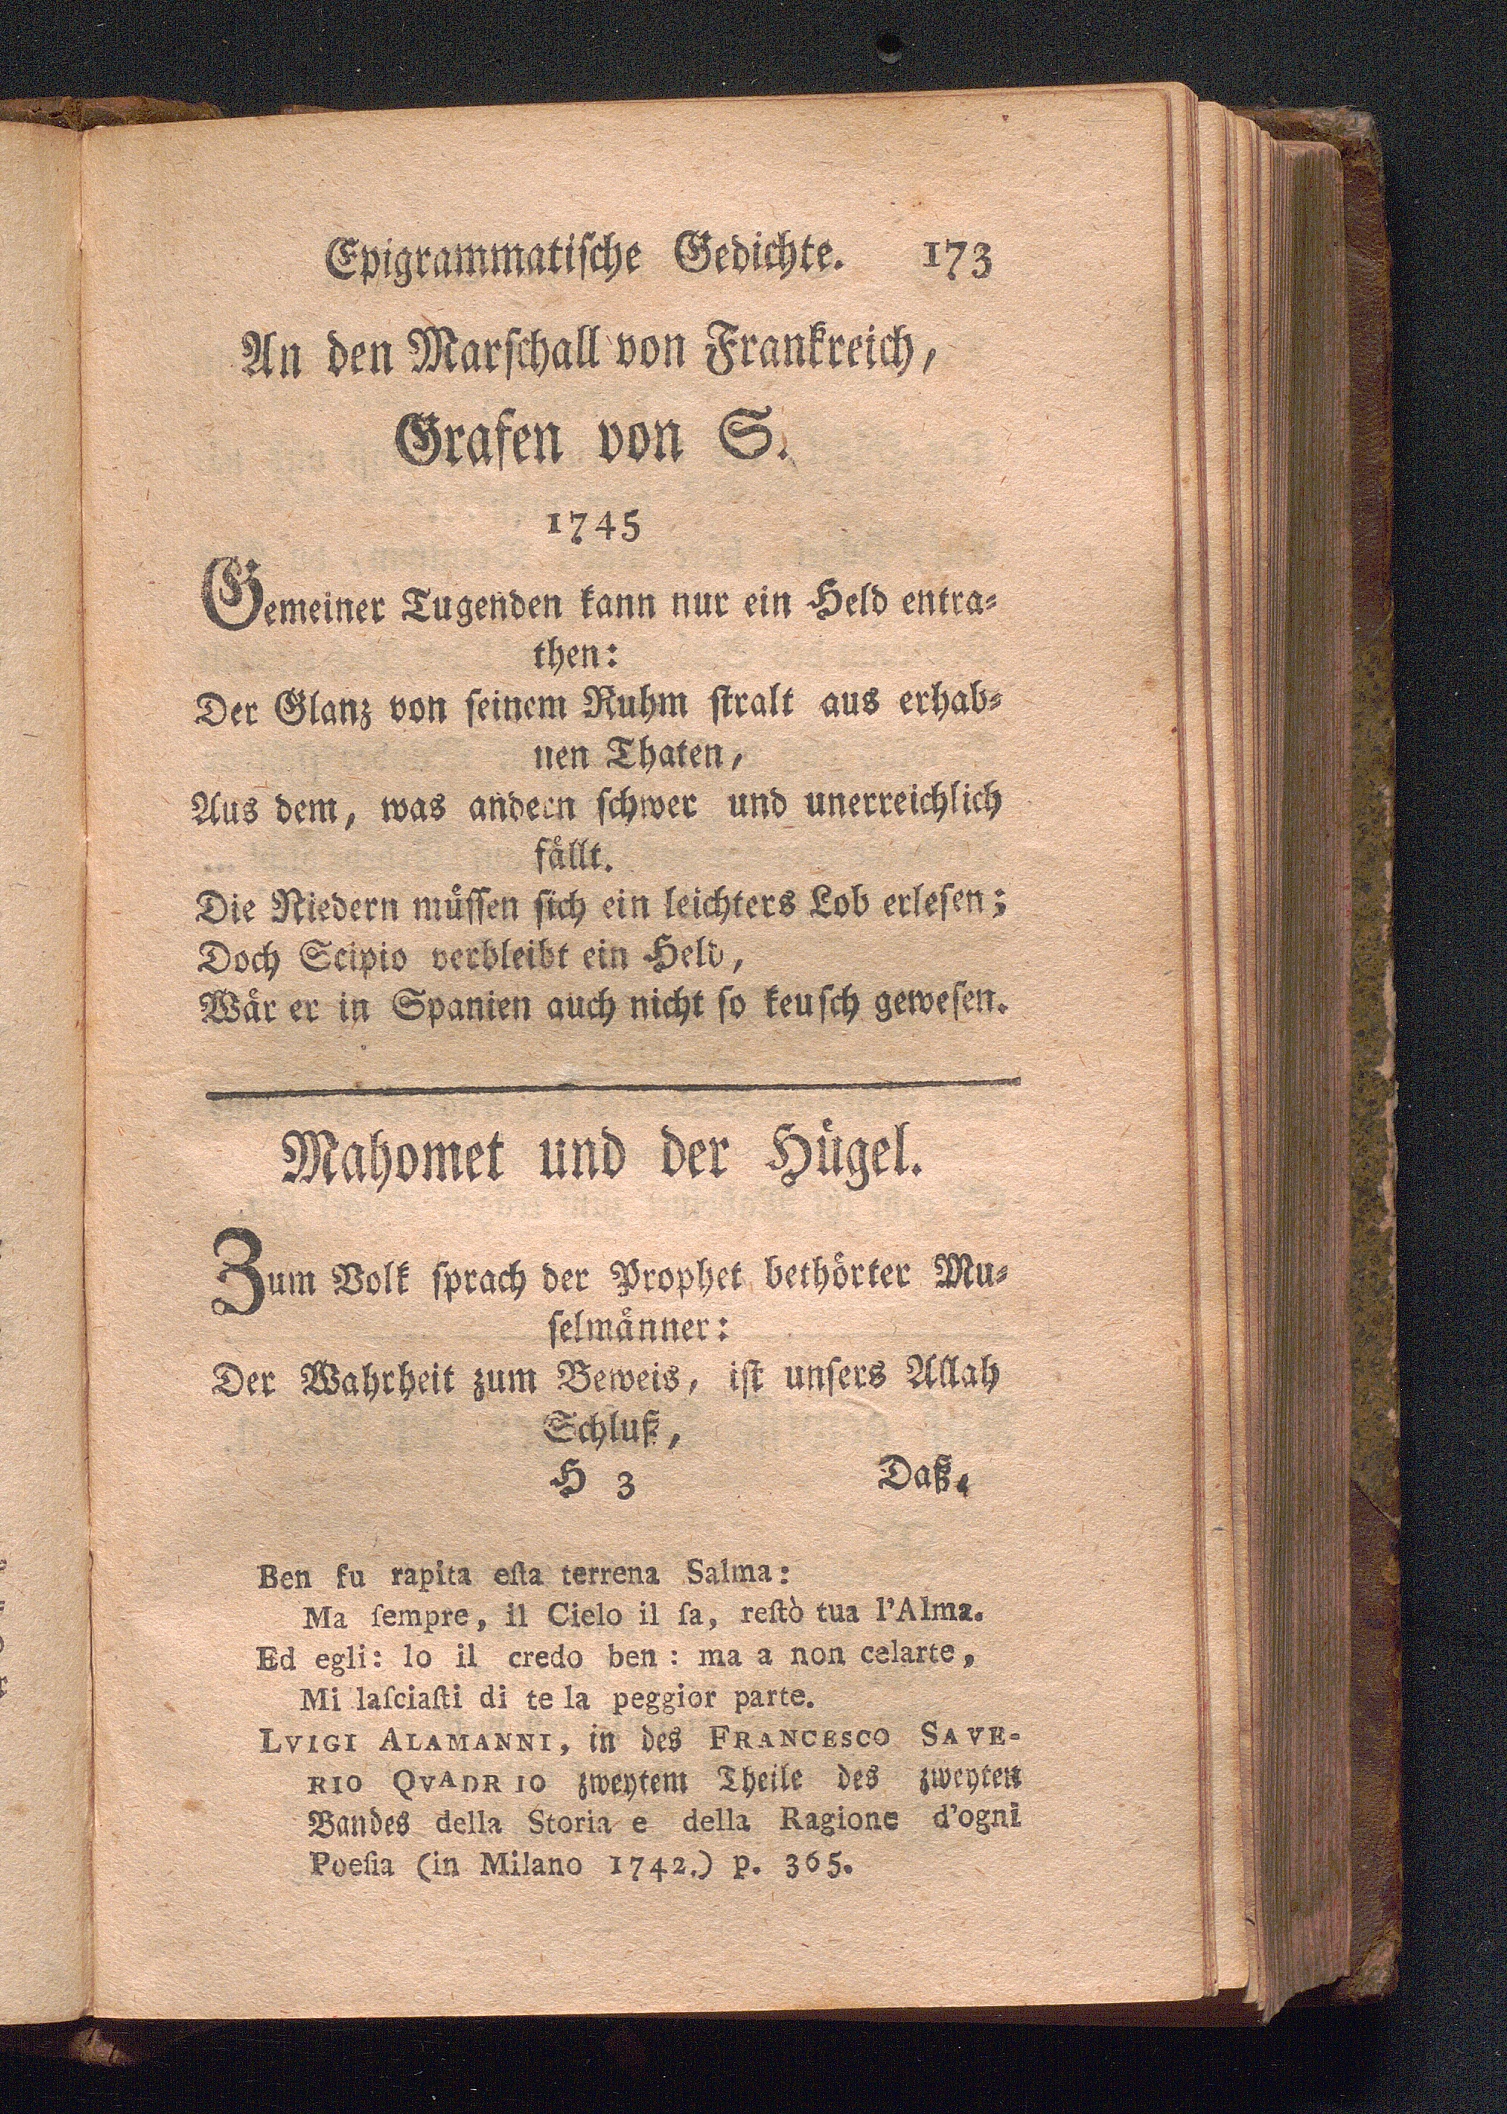 Epigrammatiſche Gedichte. 173
An den Marſchall von Frankreich,
Grafen von S.
1745
Gemeiner Tugenden kann nur ein Held entra-
then:
Der Glanz von ſeinem Ruhm ſtralt aus erhab-
nen Thaten,
Aus dem, was andern ſchwer und unerreichlich
fällt.
Die Niedern müſſen ſich ein leichters Lob erleſen;
Doch Scipio verbleibt ein Held,
Wär er in Spanien auch nicht ſo keuſch geweſen.
Mahomet und der Hügel.
Zum Volk ſprach der Prophet bethörter Mu-
ſelmänner:
Der Wahrheit zum Beweis, iſt unſers Allah
Schluß,
H 3 Daß,
Ben fu rapita eſta terrena Salma:
Ma ſempre, il Cielo il ſa, reſtò tua l'Alma.
Ed egli: lo il credo ben: ma a non celarte,
Mi laſciaſti di te la peggior parte.
LVIGI ALAMANNI, in des FRANCESCO SAVE-
RIO QVADRIO zweytem Theile des zweyten
Bandes della Storia e della Ragione d'ogni
Poeſia (in Milano 1742.) p. 365.